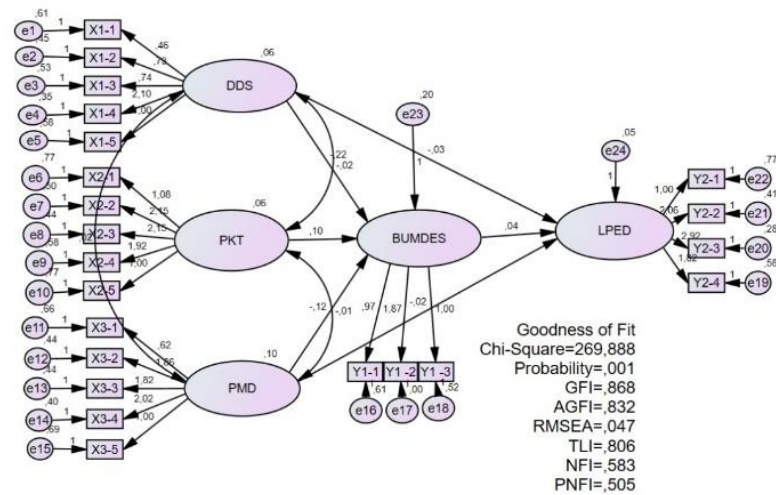 ,61
e1 1 X1-1
,45
e2 1 X1-2
,53
e3 1 X1-3
,35
e4 1 X1-4
,58
e5 1 X1-5
,46
,73
,74
2,10
1,00
DDS
,06
,77
e6 1 X2-1
,50
e7 1 X2-2
,44
e8 1 X2-3
,58
e9 1 X2-4
,77
e10 1 X2-5
1,08
2,15
2,15
1,92
1,00
PKT
,06
,66
e11 1 X3-1
,44
e12 1 X3-2
,44
e13 1 X3-3
,40
e14 1 X3-4
,69
e15 1 X3-5
,62
1,82
2,02
1,00
PMD
,10
-,22
-,02
,10
-,12
-,01
-,03
,20
e23
1
BUMDES
,04
,97
1,87
-,02
1,00
Y1-1 Y1-2 Y1-3
,61 ,00 ,52
e16 e17 e18
,05
e24
1
LPED
1,00
2,06
2,92
1,82
,77
Y2-1 1 e22
,41
Y2-2 1 e21
,28
Y2-3 1 e20
,58
Y2-4 1 e19
Goodness of Fit
Chi-Square=269,888
Probability=,001
GFI=,868
AGFI=,832
RMSEA=,047
TLI=,806
NFI=,583
PNFI=,505